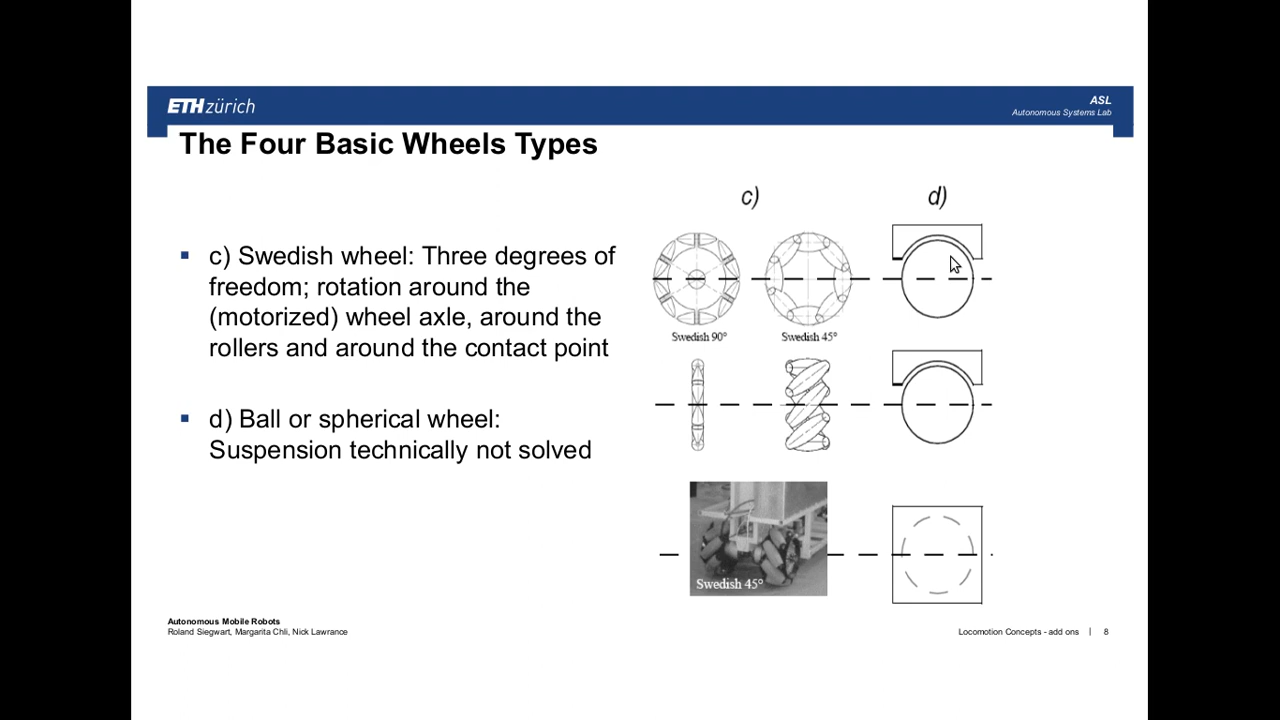 ETH zürich
ASL
Autonomous Systems Lab
The Four Basic Wheels Types
c) Swedish wheel: Three degrees of
freedom; rotation around the
(motorized) wheel axle, around the
rollers and around the contact point
d) Ball or spherical wheel:
Suspension technically not solved
c)
d)
Swedish 90°
Swedish 45°
Swedish 45°
Autonomous Mobile Robots
Roland Siegwart, Margarita Chli, Nick Lawrance
Locomotion Concepts - add ons | 8